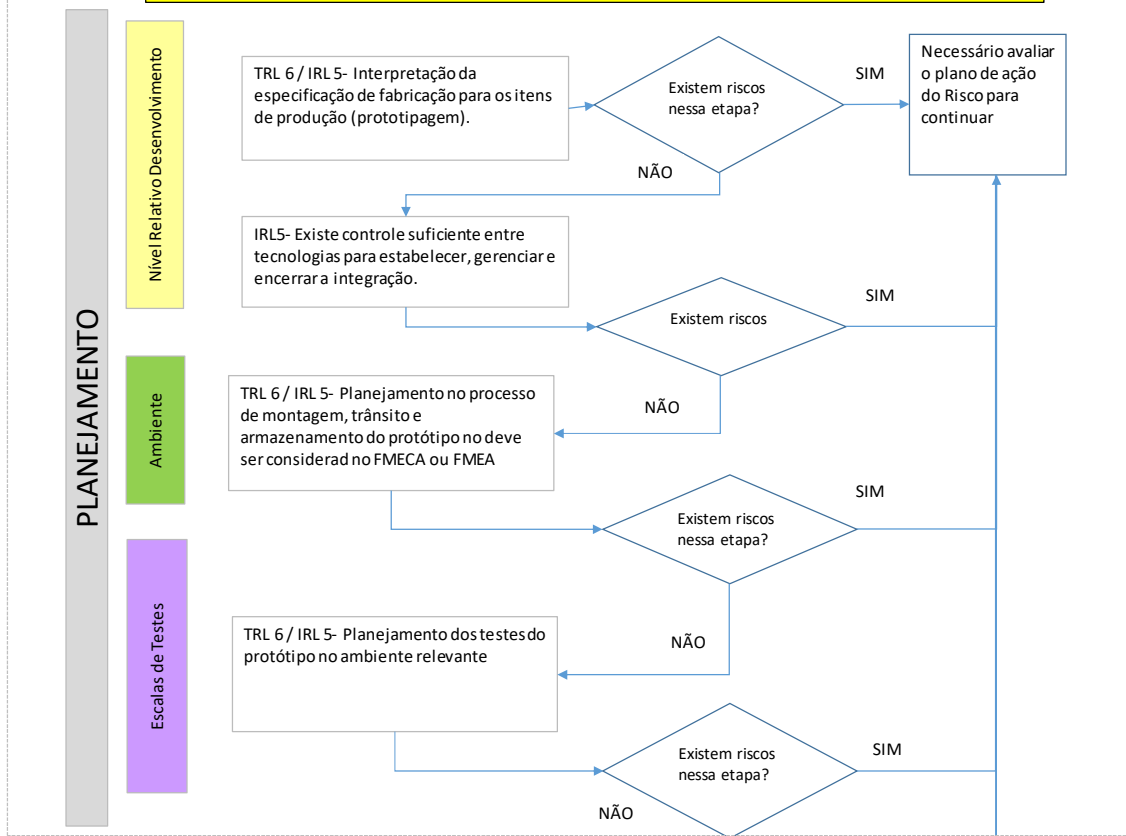 PLANEJAMENTO
Nível Relativo Desenvolvimento
TRL 6 / IRL 5- Interpretação da
especificação de fabricação para os itens
de produção (prototipagem).
Existem riscos
nessa etapa?
SIM
Necessário avaliar
o plano de ação
do Risco para
continuar
NÃO
IRL5- Existe controle suficiente entre
tecnologias para estabelecer, gerenciar e
encerrar a integração.
Existem riscos
SIM
NÃO
Ambiente
TRL 6 / IRL 5- Planejamento no processo
de montagem, trânsito e
armazenamento do protótipo no deve
ser considerad no FMECA ou FMEA
Existem riscos
nessa etapa?
SIM
NÃO
Escalas de Testes
TRL 6 / IRL 5- Planejamento dos testes do
protótipo no ambiente relevante
Existem riscos
nessa etapa?
SIM
NÃO